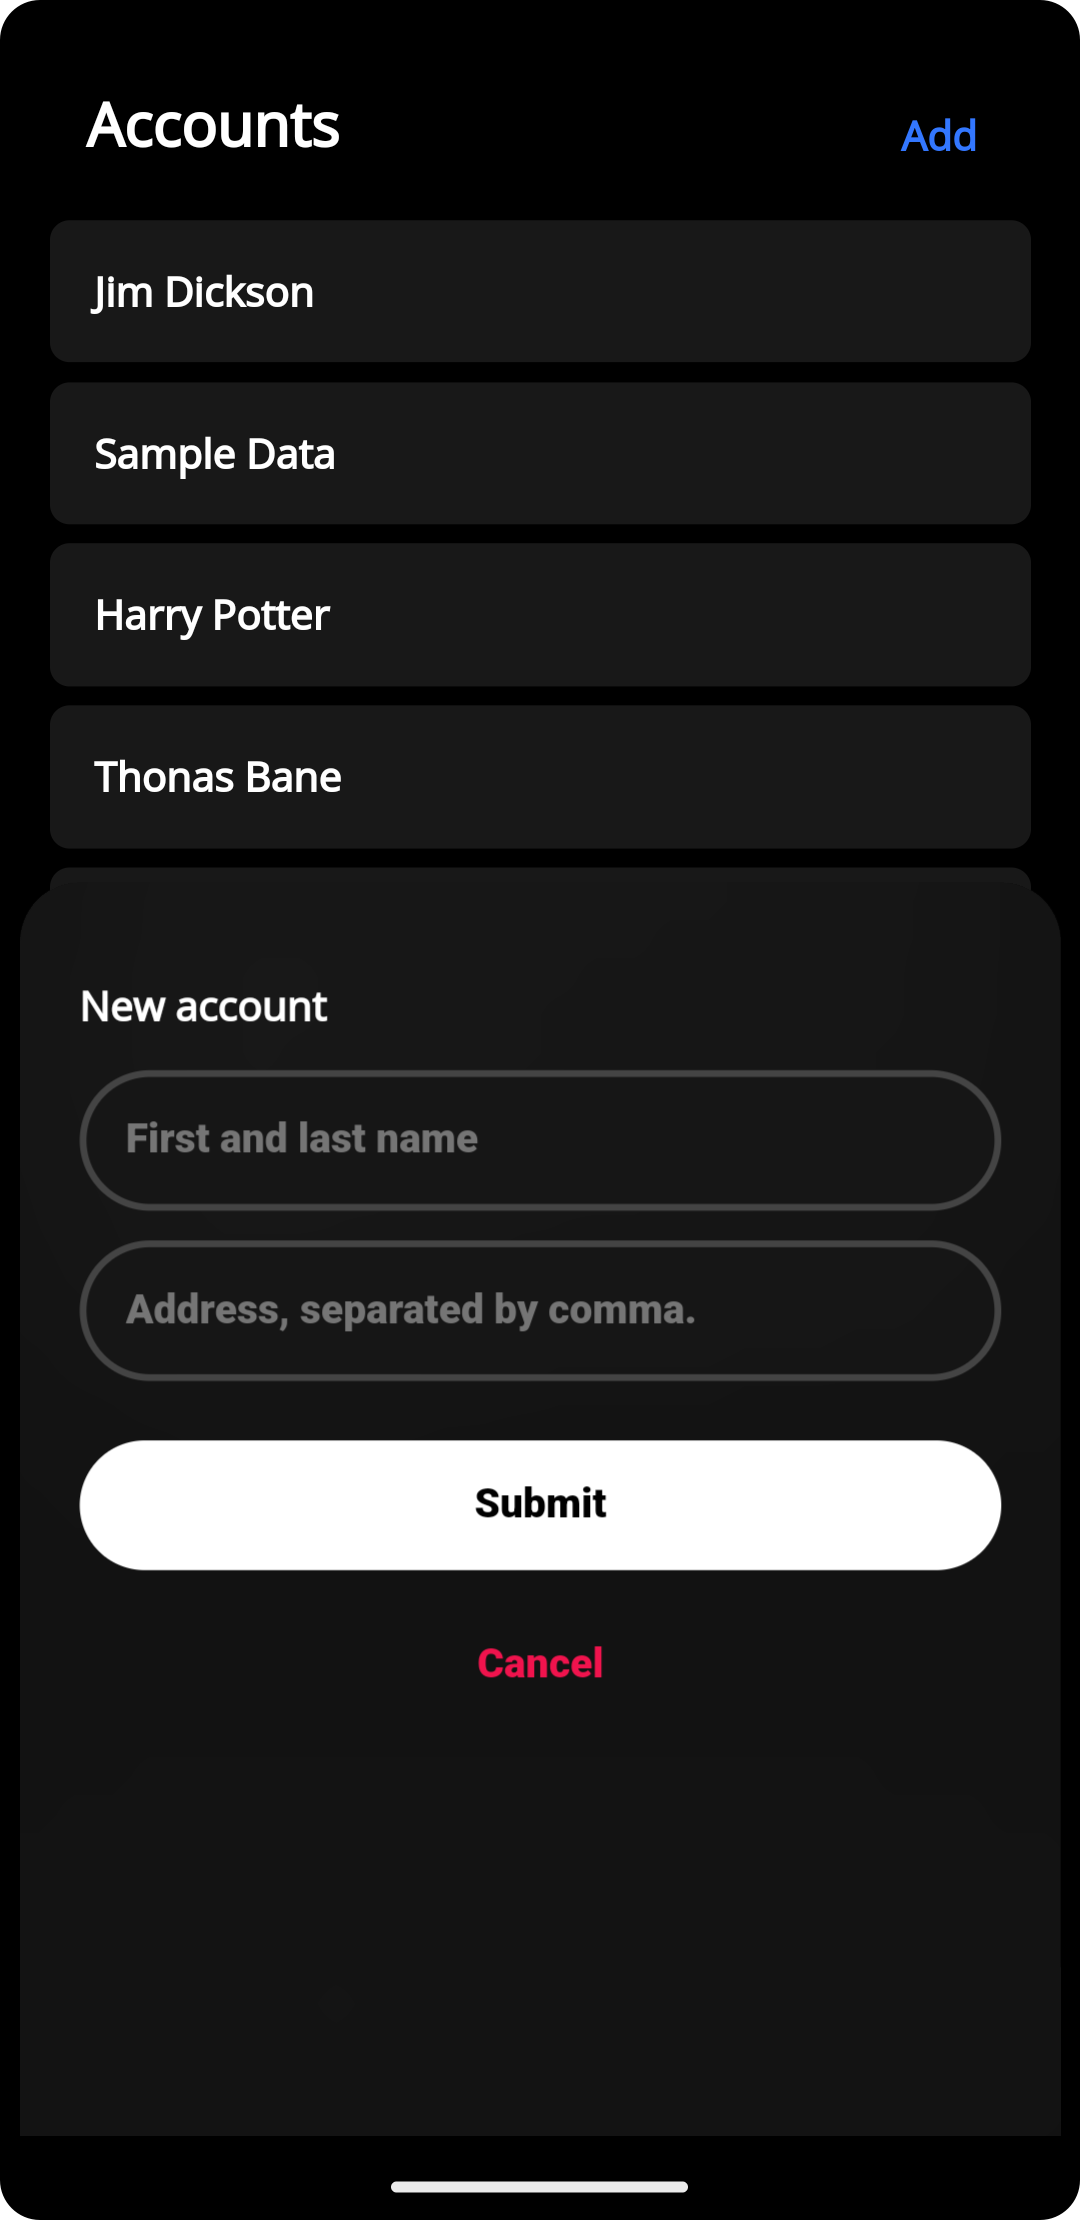 Accounts
Add
Jim Dickson
Sample Data
Harry Potter
Thonas Bane
New account
First and last name
Address, separated by comma.
Submit
Cancel